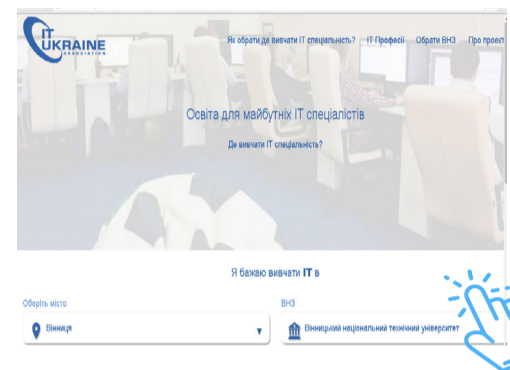 IT
UKRAINE
ASSOCIATION
Як обрати де вивчати IT спеціальність? IT Професії Обрати ВНЗ Про проект
Освіта для майбутніх IT спеціалістів
Де вивчати IT спеціальність?
Я бажаю вивчати IT в
Оберіть місто
ВНЗ
Вінниця
Вінницький національний технічний університет